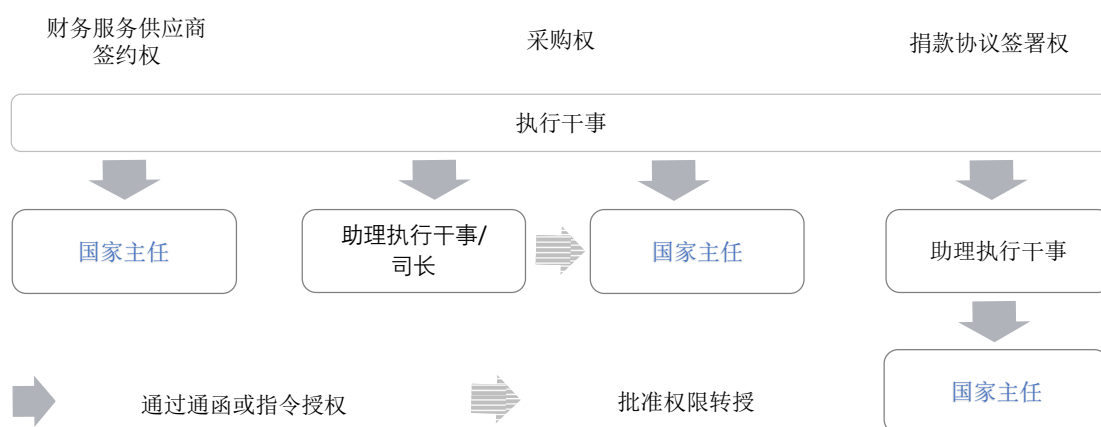 财务服务供应商
签约权
采购权
捐款协议签署权
执行干事
国家主任
助理执行干事/
司长
国家主任
助理执行干事
国家主任
通过通函或指令授权
批准权限转授